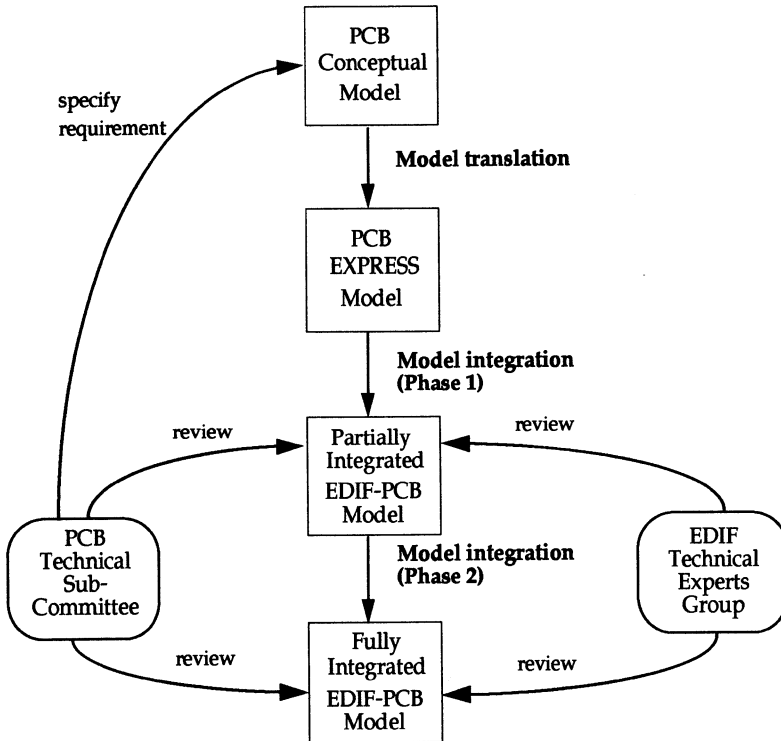 PCB
Conceptual
Model
specify
requirement
Model translation
PCB
EXPRESS
Model
Model integration
(Phase 1)
review
review
Partially
Integrated
EDIF-PCB
Model
PCB
Technical
Sub-
Committee
Model integration
(Phase 2)
EDIF
Technical
Experts
Group
review
review
Fully
Integrated
EDIF-PCB
Model